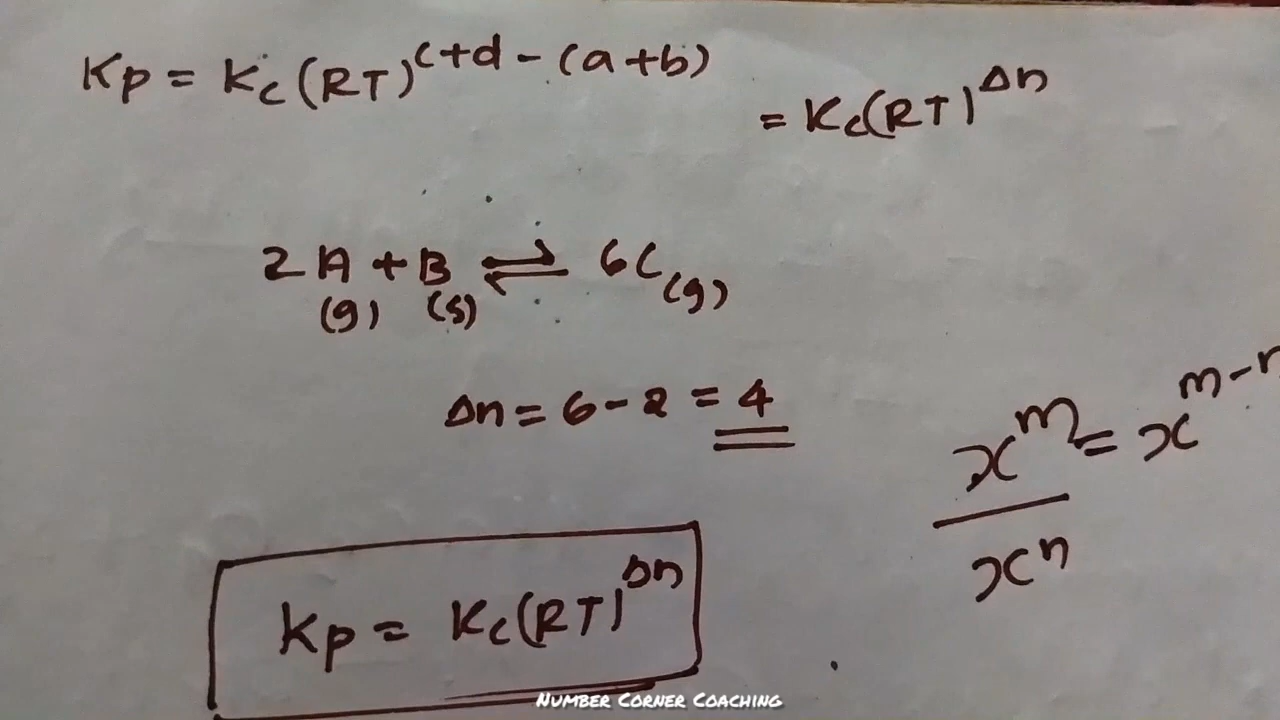 Kp = Kc(RT)^(c+d-(a+b))
= Kc(RT)^Δn
2A + B ⇌ 6C(g)
(g) (s)
Δn = 6 - 2 = 4
x^m/x^n = x^(m-n)
Kp = Kc(RT)^Δn
NUMBER CORNER COACHING